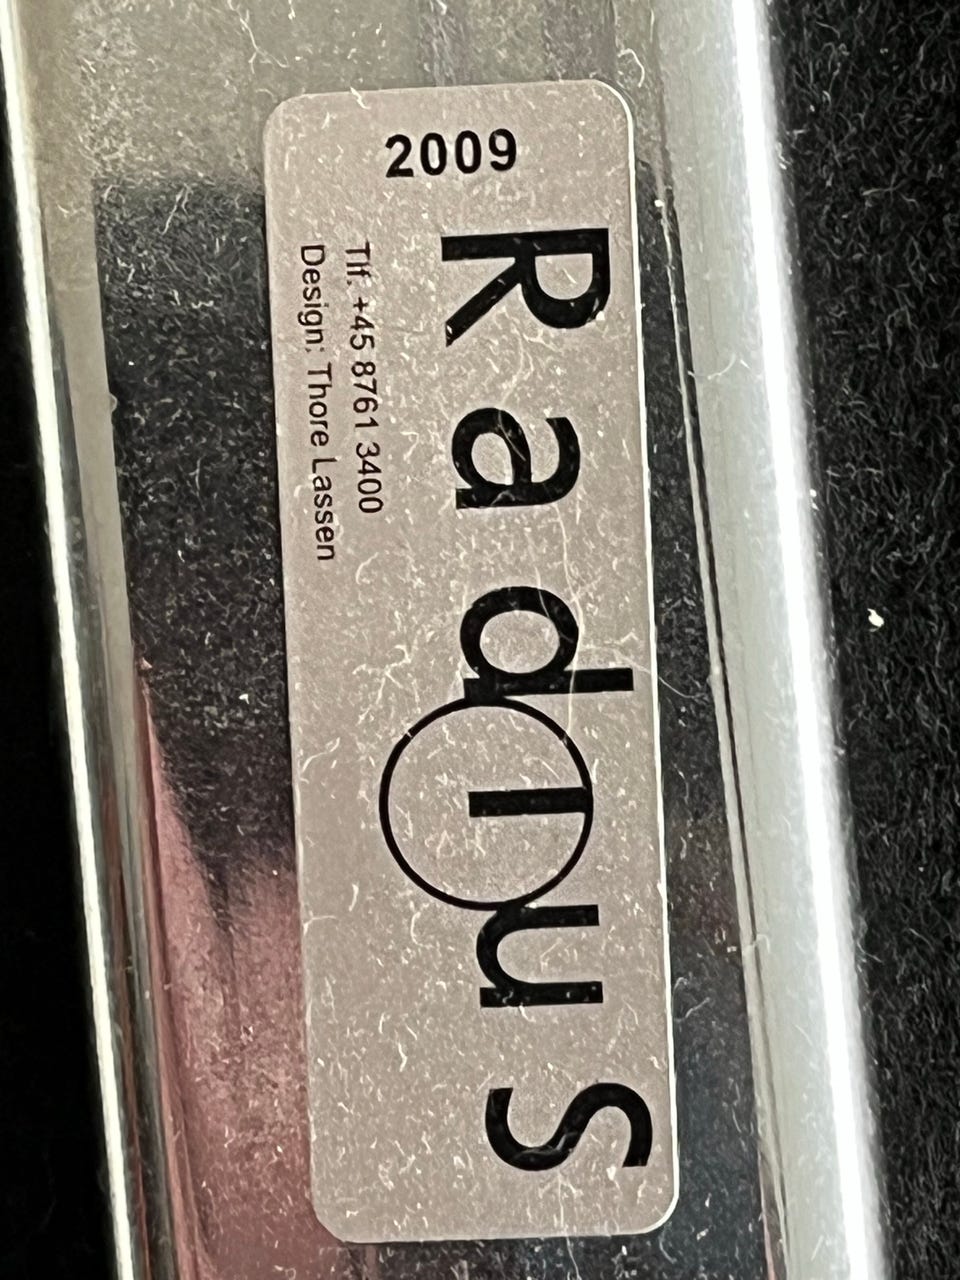 2009
Radius
Tlf. +45 8761 3400
Design: Thore Lassen